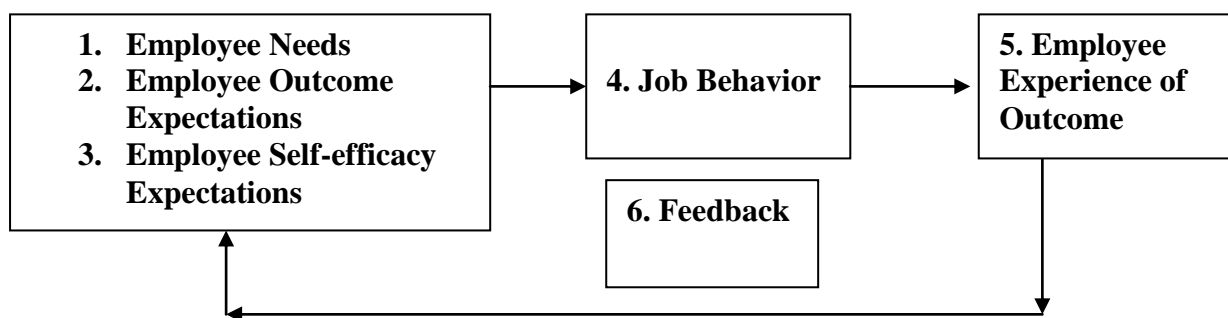 1. Employee Needs
2. Employee Outcome
Expectations
3. Employee Self-efficacy
Expectations
4. Job Behavior
5. Employee
Experience of
Outcome
6. Feedback